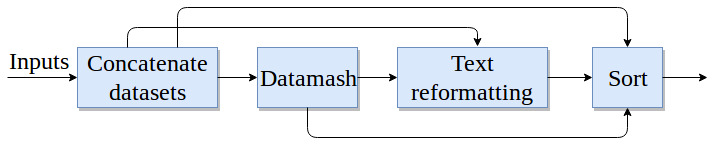 Inputs
Concatenate
datasets
Datamash
Text
reformatting
Sort